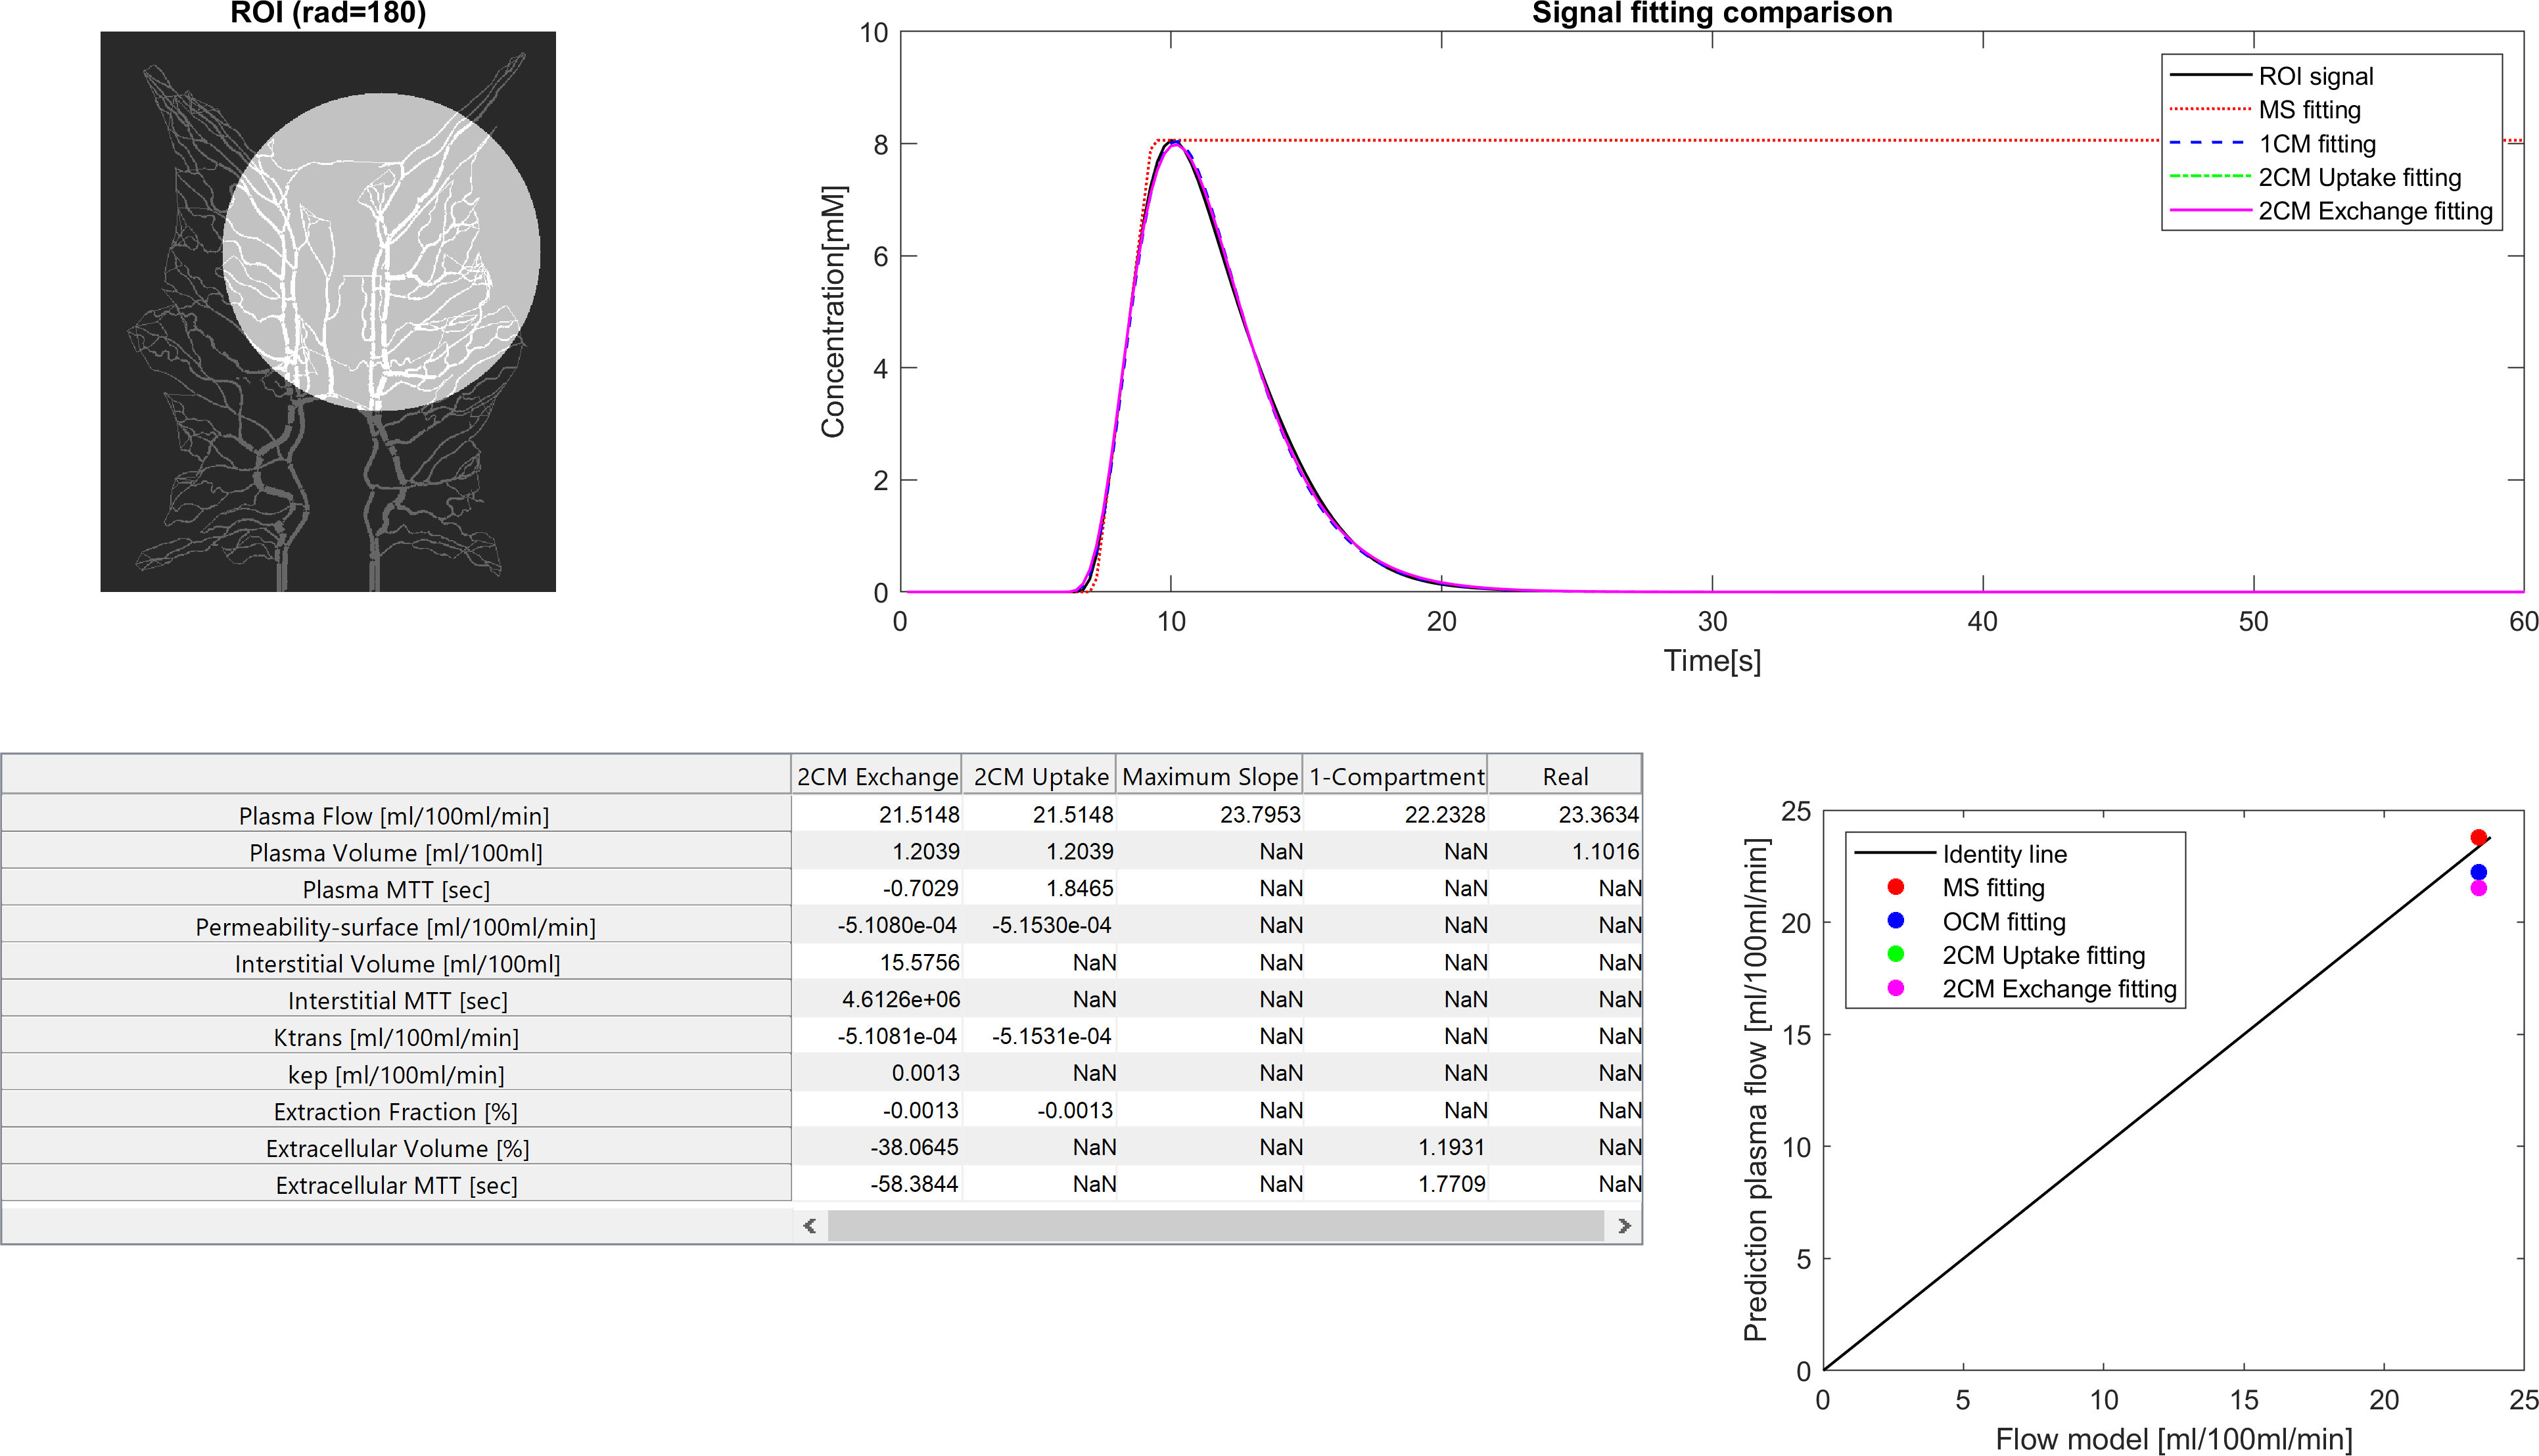 ROI (rad=180)
Signal fitting comparison
10
8
6
4
2
0
Concentration[mM]
0 10 20 30 40 50 60
Time[s]
ROI signal
MS fitting
1CM fitting
2CM Uptake fitting
2CM Exchange fitting
2CM Exchange 2CM Uptake Maximum Slope 1-Compartment Real
Plasma Flow [ml/100ml/min] 21.5148 21.5148 23.7953 22.2328 23.3634
Plasma Volume [ml/100ml] 1.2039 1.2039 NaN NaN 1.1016
Plasma MTT [sec] -0.7029 1.8465 NaN NaN NaN
Permeability-surface [ml/100ml/min] -5.1080e-04 -5.1530e-04 NaN NaN NaN
Interstitial Volume [ml/100ml] 15.5756 NaN NaN NaN NaN
Interstitial MTT [sec] 4.6126e+06 NaN NaN NaN NaN
Ktrans [ml/100ml/min] -5.1081e-04 -5.1531e-04 NaN NaN NaN
kep [ml/100ml/min] 0.0013 NaN NaN NaN NaN
Extraction Fraction [%] -0.0013 -0.0013 NaN NaN NaN
Extracellular Volume [%] -38.0645 NaN NaN 1.1931 NaN
Extracellular MTT [sec] -58.3844 NaN NaN 1.7709 NaN
25
20
15
10
5
0
Prediction plasma flow [ml/100ml/min]
Identity line
MS fitting
OCM fitting
2CM Uptake fitting
2CM Exchange fitting
0 5 10 15 20 25
Flow model [ml/100ml/min]